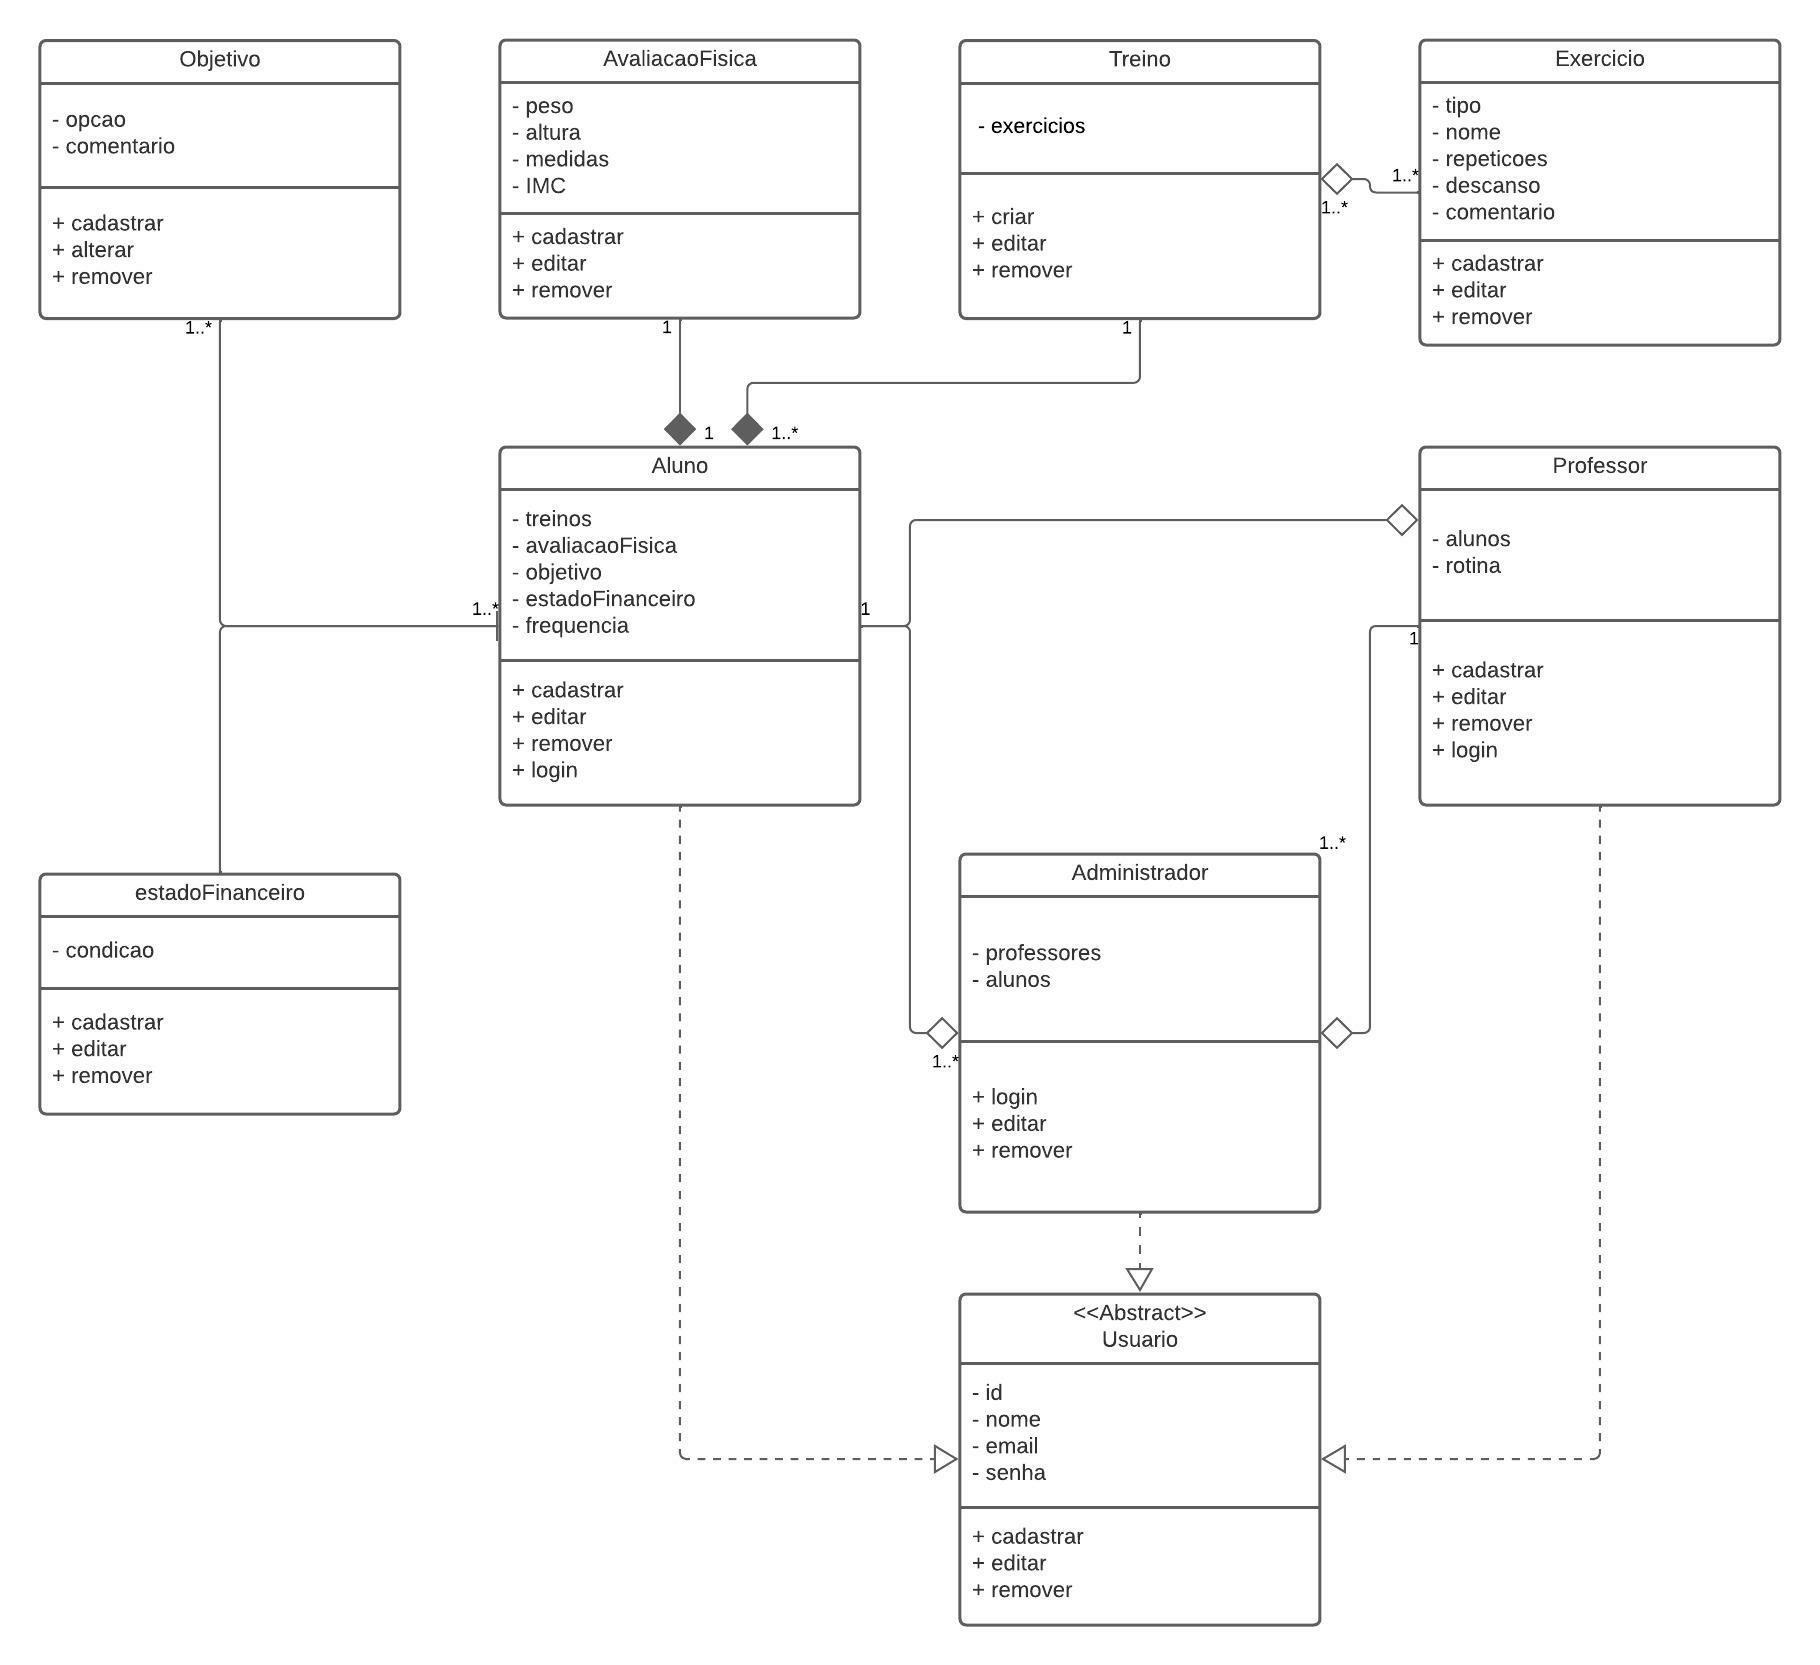 Objetivo
- opcao
- comentario
+ cadastrar
+ alterar
+ remover
1..*
AvaliacaoFisica
- peso
- altura
- medidas
- IMC
+ cadastrar
+ editar
+ remover
1
Treino
- exercicios
+ criar
+ editar
+ remover
1
1..*
1..*
Exercicio
- tipo
- nome
- repeticoes
- descanso
- comentario
+ cadastrar
+ editar
+ remover
1
1..*
Aluno
- treinos
- avaliacaoFisica
- objetivo
- estadoFinanceiro
- frequencia
+ cadastrar
+ editar
+ remover
+ login
1..*
1
Professor
- alunos
- rotina
+ cadastrar
+ editar
+ remover
+ login
1
estadoFinanceiro
- condicao
+ cadastrar
+ editar
+ remover
1..*
Administrador
- professores
- alunos
+ login
+ editar
+ remover
1..*
<<Abstract>>
Usuario
- id
- nome
- email
- senha
+ cadastrar
+ editar
+ remover